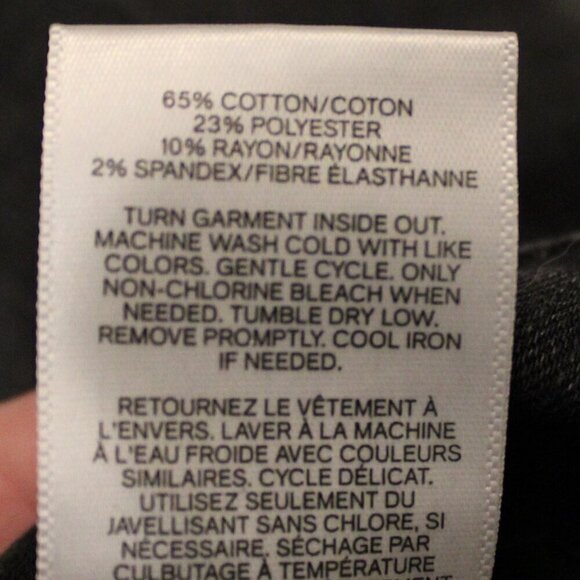 65% COTTON/COTON
23% POLYESTER
10% RAYON/RAYONNE
2% SPANDEX/FIBRE ÉLASTHANNE
TURN GARMENT INSIDE OUT.
MACHINE WASH COLD WITH LIKE
COLORS. GENTLE CYCLE. ONLY
NON-CHLORINE BLEACH WHEN
NEEDED. TUMBLE DRY LOW.
REMOVE PROMPTLY. COOL IRON
IF NEEDED.
RETOURNEZ LE VÊTEMENT À
L'ENVERS. LAVER À LA MACHINE
À L'EAU FROIDE AVEC COULEURS
SIMILAIRES. CYCLE DÉLICAT.
UTILISEZ SEULEMENT DU
JAVELLISANT SANS CHLORE, SI
NÉCESSAIRE. SÉCHAGE PAR
CULBUTAGE À TEMPÉRATURE